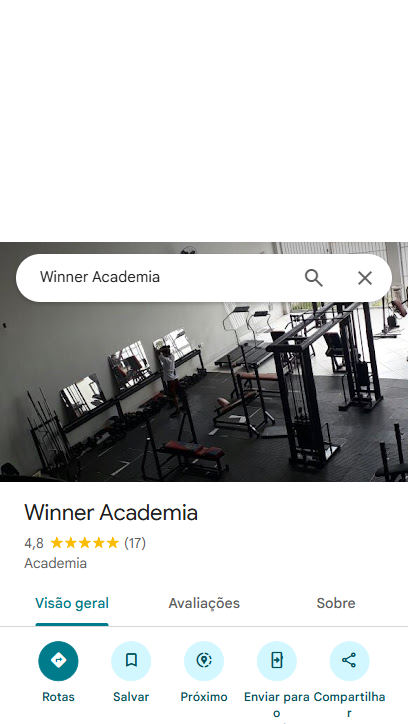 Winner Academia
Winner Academia
4,8 (17)
Academia
Visão geral Avaliações Sobre
Rotas Salvar Próximo Enviar para o Compartilhar